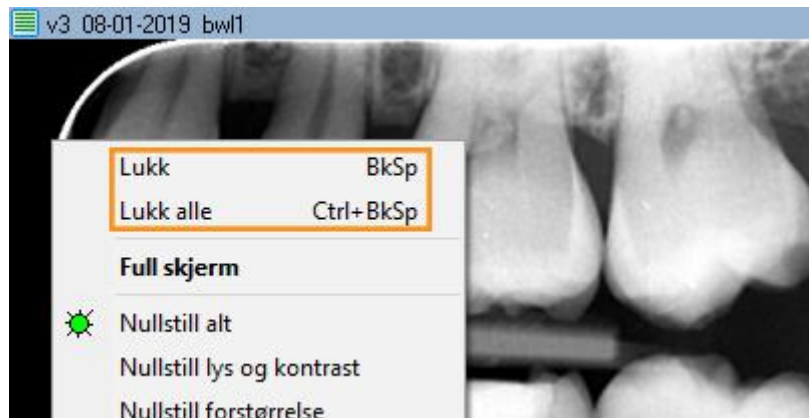 v3 08-01-2019 bwl1
Lukk BkSp
Lukk alle Ctrl+BkSp
Full skjerm
Nullstill alt
Nullstill lys og kontrast
Nullstill forstørrelse